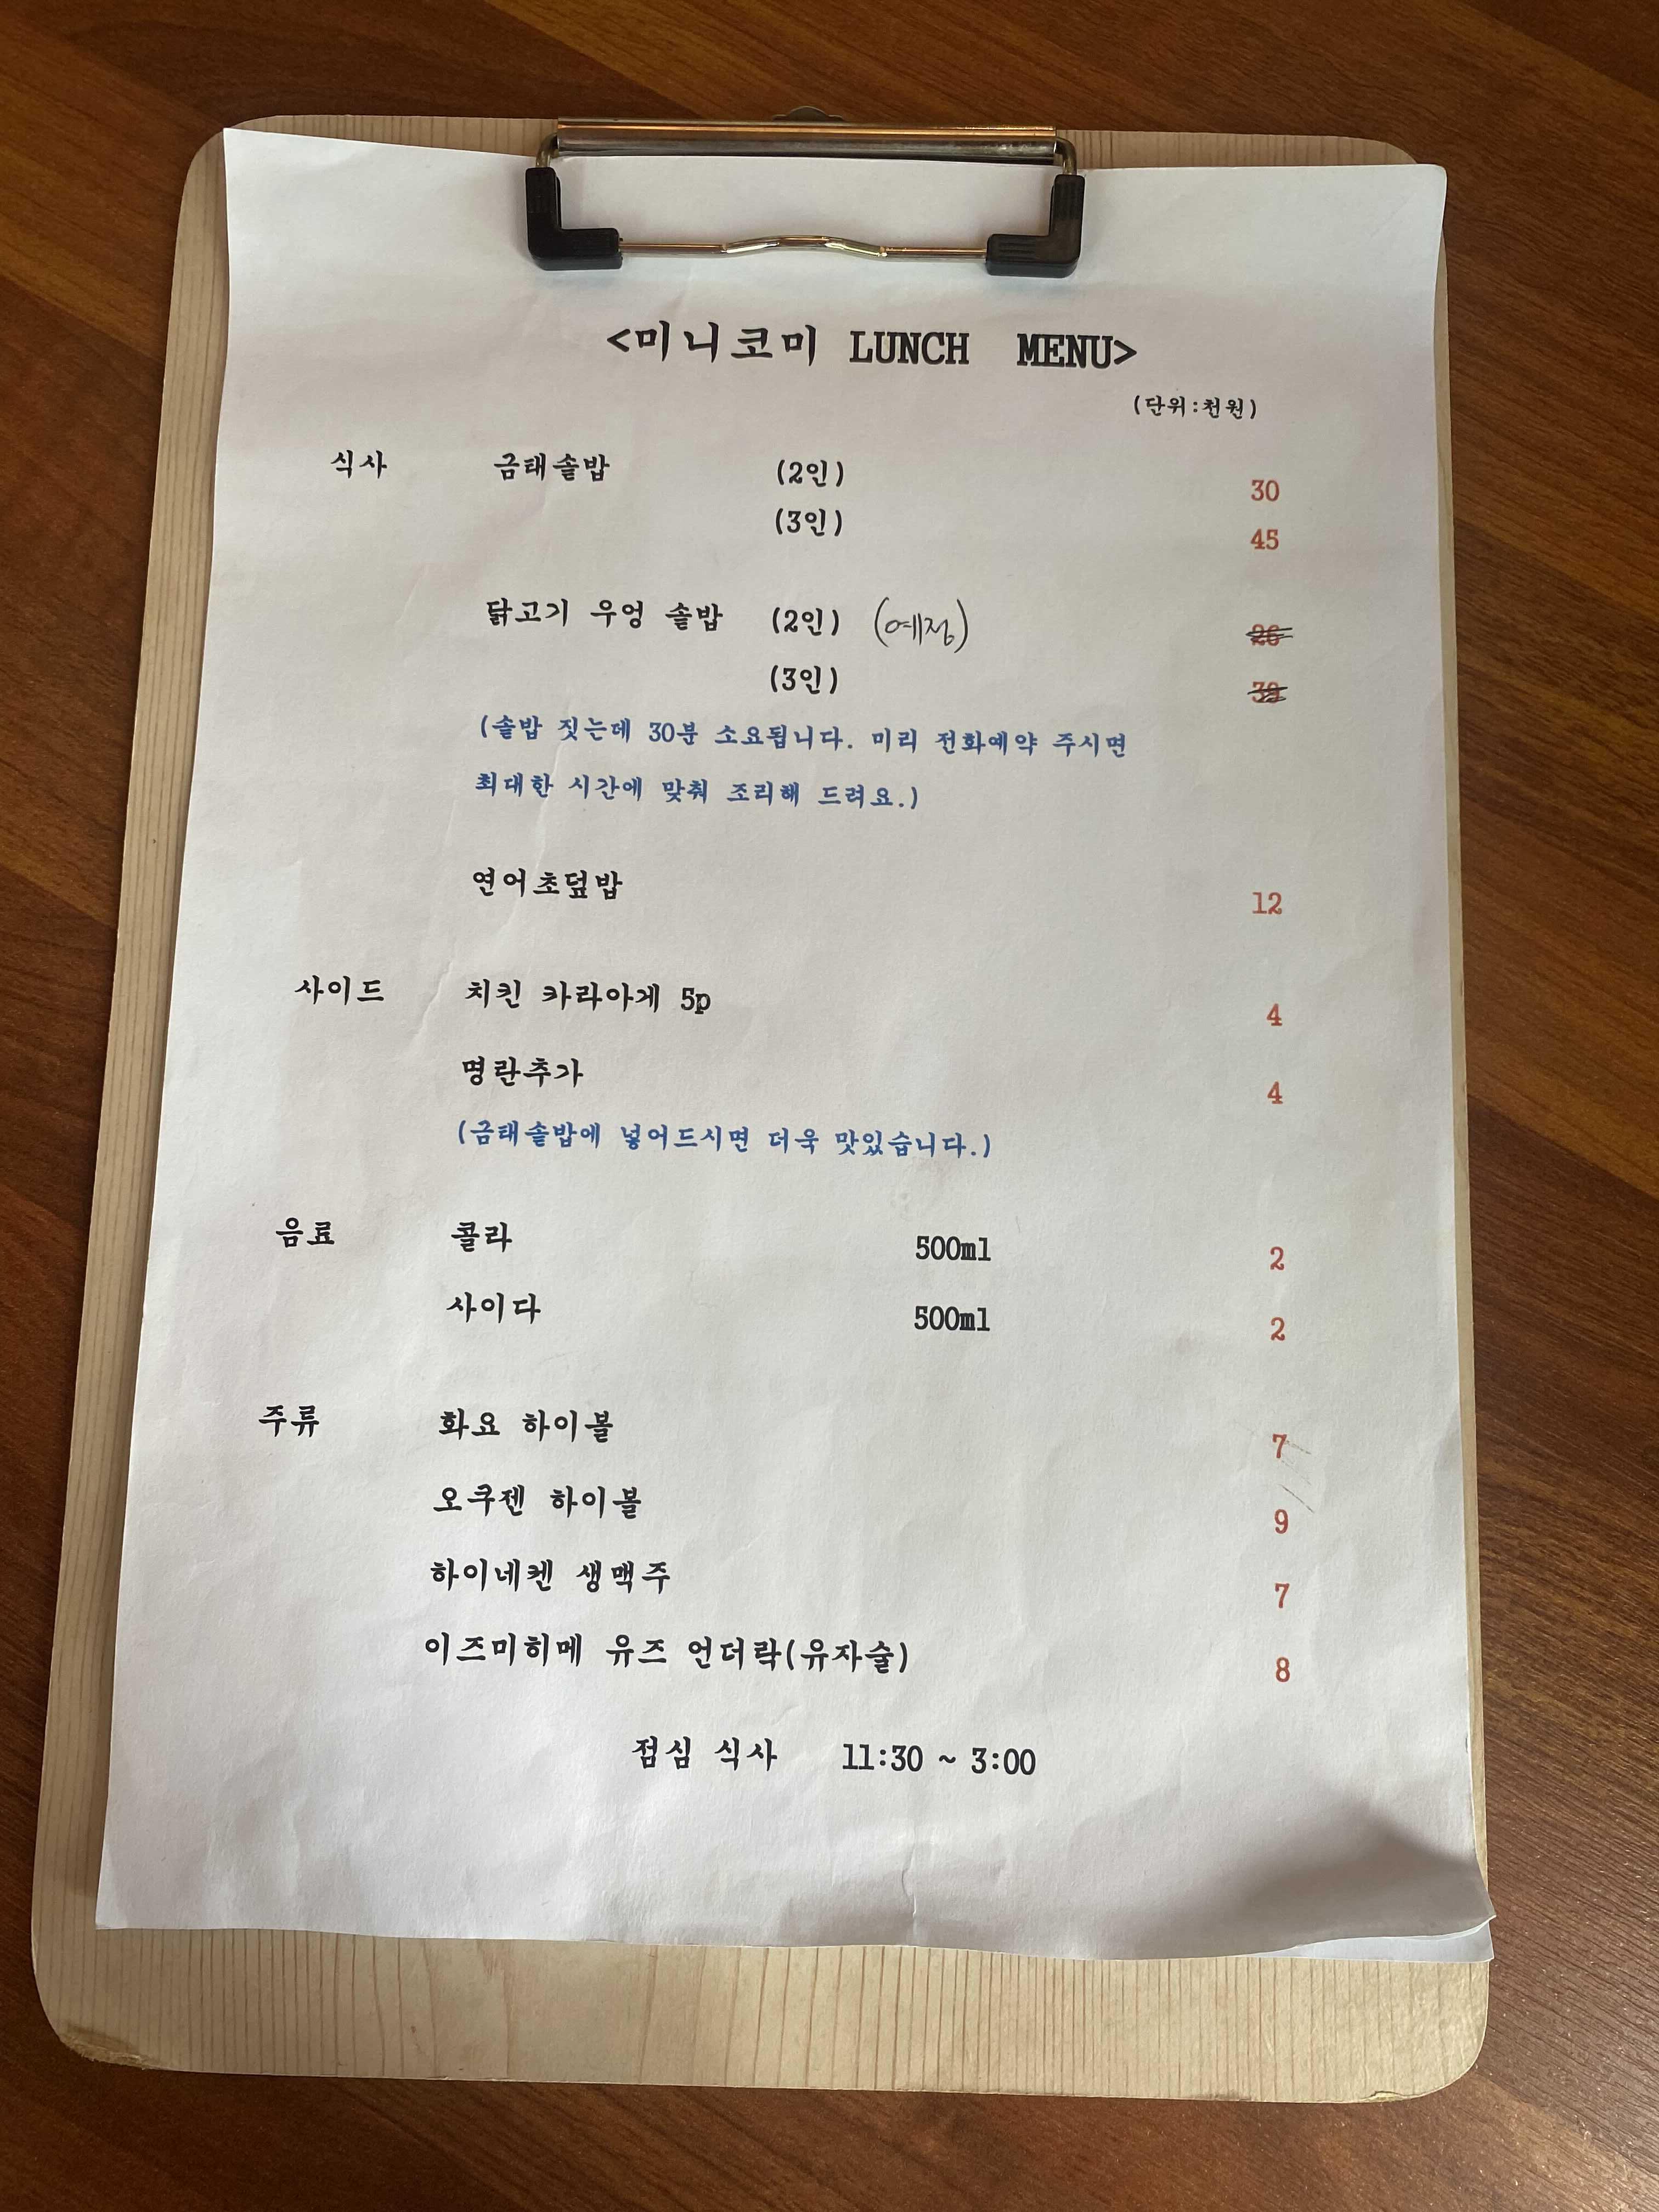 <미니코미 LUNCH MENU>
(단위:천원)
식사 금태솥밥 (2인) 30
(3인) 45
닭고기 우엉 솥밥 (2인) (예정) 26
(3인) 39
(솥밥 짓는데 30분 소요됩니다. 미리 전화예약 주시면
최대한 시간에 맞춰 조리해 드려요.)
연어초덮밥 12
사이드 치킨 카라아게 5p 4
명란추가 4
(금태솥밥에 넣어드시면 더욱 맛있습니다.)
음료 콜라 500ml 2
사이다 500ml 2
주류 화요 하이볼 7
오쿠젠 하이볼 9
하이네켄 생맥주 7
이즈미히메 유즈 언더락(유자술) 8
점심 식사 11:30 ~ 3:00